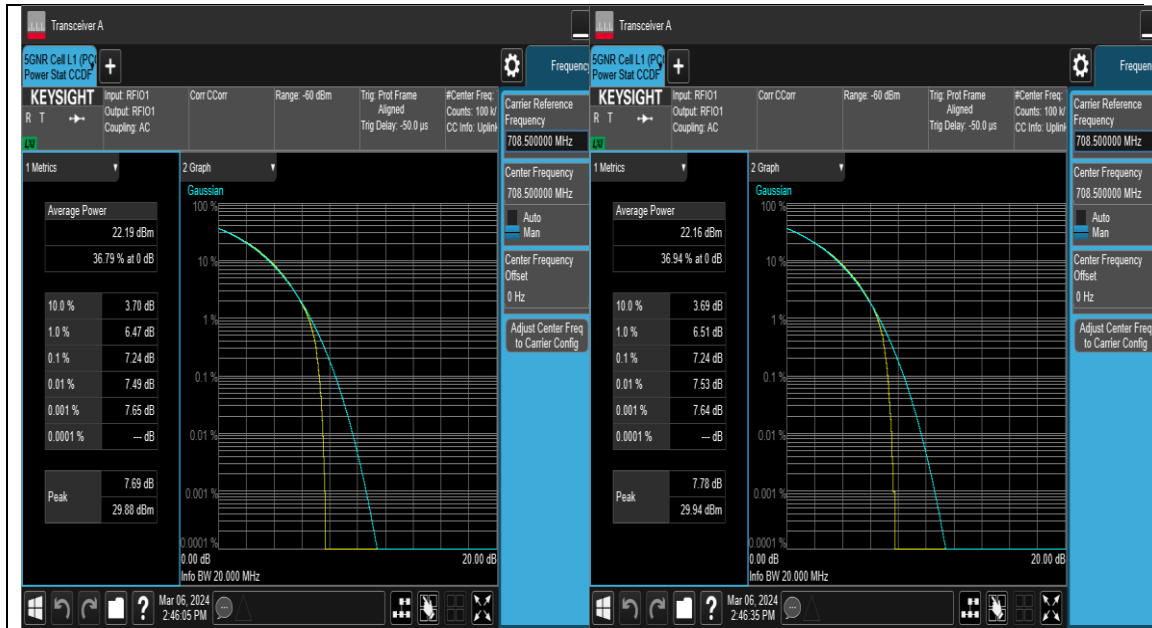 Transceiver A
5GNR Cell L1 (PC
Power Stat CCDF
+
Frequenc
KEYSIGHT
R T
LXI
Input: RFIO1
Output: RFIO1
Coupling: AC
Corr CCorr
Range: -60 dBm
Trig: Prot Frame
Aligned
Trig Delay: -50.0 µs
#Center Freq:
Counts: 100 k/
CC Info: Uplink
Carrier Reference
Frequency
708.500000 MHz
Center Frequency
708.500000 MHz
Auto
Man
Center Frequency
Offset
0 Hz
Adjust Center Freq
to Carrier Config
1 Metrics
Average Power
22.19 dBm
36.79 % at 0 dB
10.0 % 3.70 dB
1.0 % 6.47 dB
0.1 % 7.24 dB
0.01 % 7.49 dB
0.001 % 7.65 dB
0.0001 % --- dB
Peak
7.69 dB
29.88 dBm
2 Graph
Gaussian
100 %
10 %
1 %
0.1 %
0.01 %
0.001 %
0.0001 %
0.00 dB
20.00 dB
Info BW 20.000 MHz
?
Mar 06, 2024
2:46:05 PM
Transceiver A
5GNR Cell L1 (PC
Power Stat CCDF
+
Frequen
KEYSIGHT
R T
LXI
Input: RFIO1
Output: RFIO1
Coupling: AC
Corr CCorr
Range: -60 dBm
Trig: Prot Frame
Aligned
Trig Delay: -50.0 µs
#Center Freq:
Counts: 100 k/
CC Info: Uplink
Carrier Reference
Frequency
708.500000 MHz
Center Frequency
708.500000 MHz
Auto
Man
Center Frequency
Offset
0 Hz
Adjust Center Freq
to Carrier Config
1 Metrics
Average Power
22.16 dBm
36.94 % at 0 dB
10.0 % 3.69 dB
1.0 % 6.51 dB
0.1 % 7.24 dB
0.01 % 7.53 dB
0.001 % 7.64 dB
0.0001 % --- dB
Peak
7.78 dB
29.94 dBm
2 Graph
Gaussian
100 %
10 %
1 %
0.1 %
0.01 %
0.001 %
0.0001 %
0.00 dB
20.00 dB
Info BW 20.000 MHz
?
Mar 06, 2024
2:46:35 PM